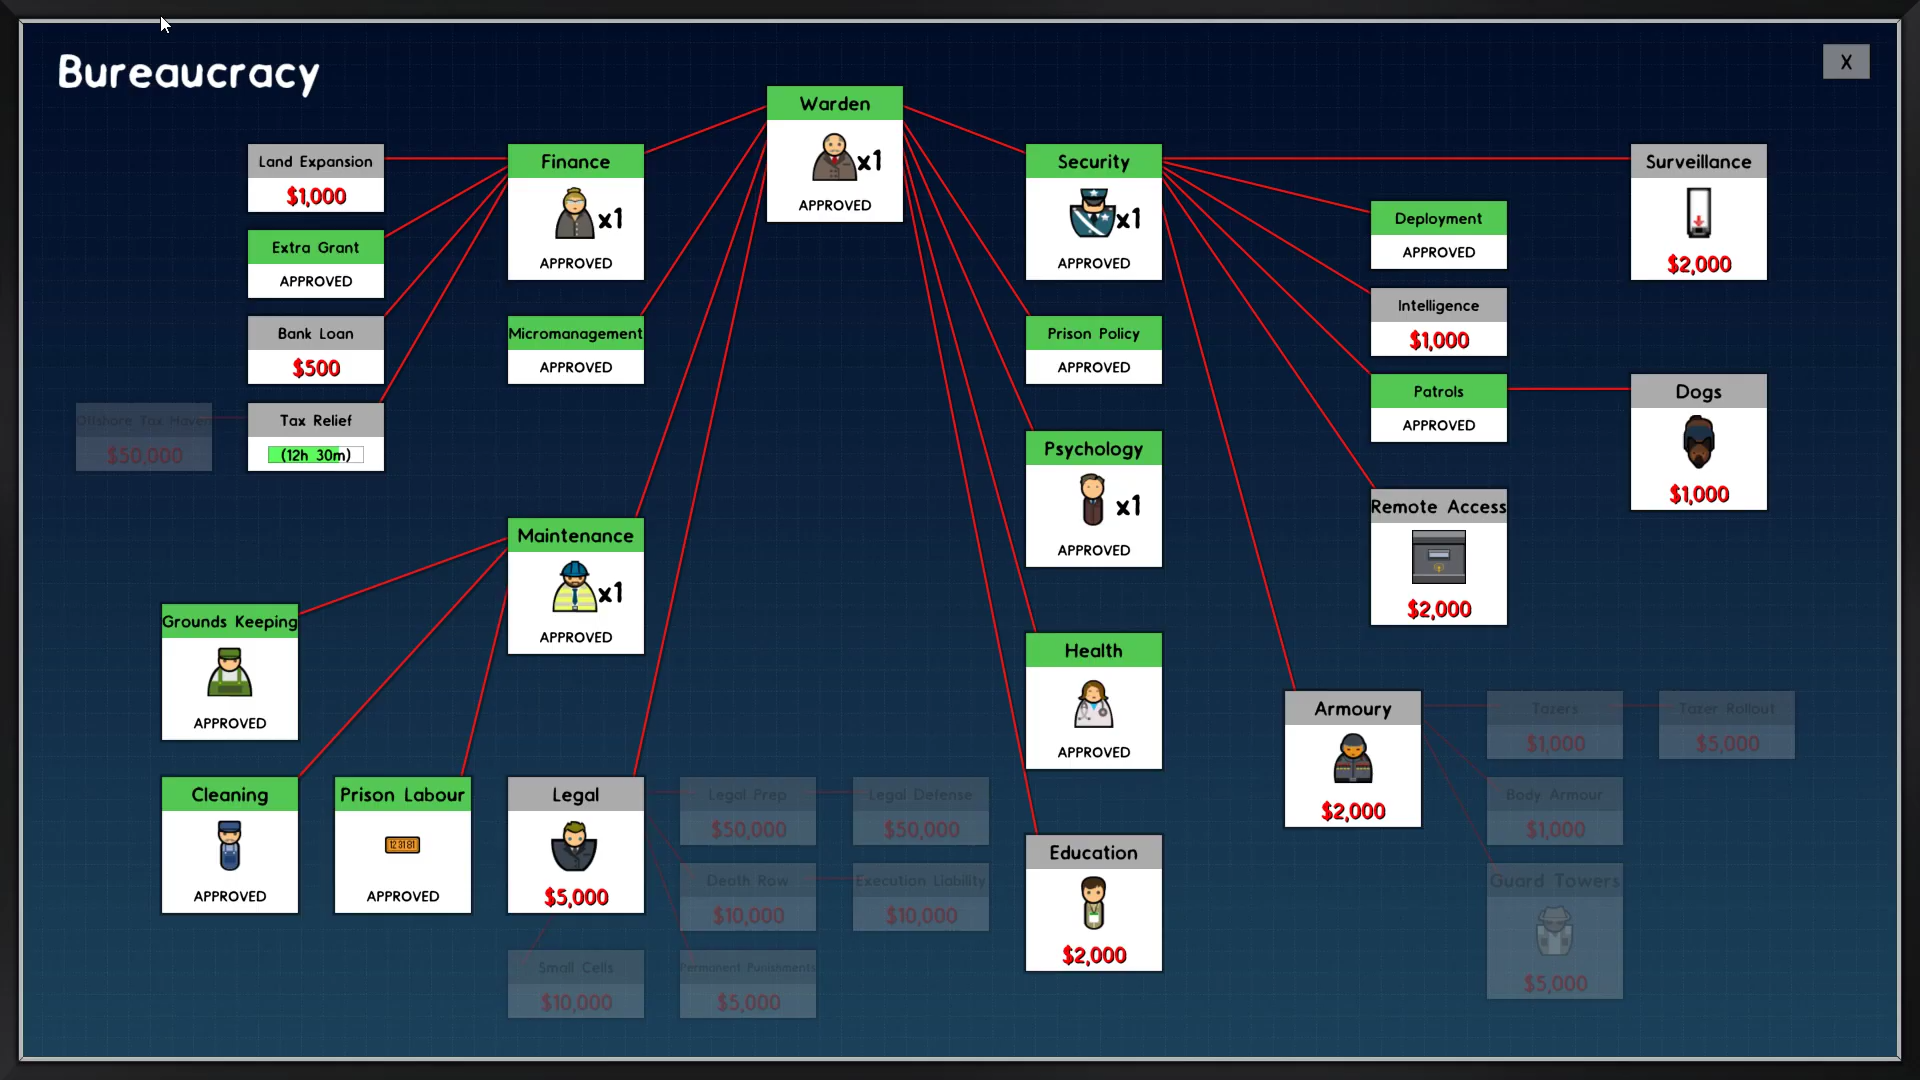 Bureaucracy
X
Warden
x1
APPROVED
Land Expansion
$1,000
Finance
x1
APPROVED
Extra Grant
APPROVED
Bank Loan
$500
Micromanagement
APPROVED
Offshore Tax Haven
$50,000
Tax Relief
(12h 30m)
Maintenance
x1
APPROVED
Grounds Keeping
APPROVED
Cleaning
APPROVED
Prison Labour
12 31 81
APPROVED
Legal
$5,000
Legal Prep
$50,000
Legal Defense
$50,000
Death Row
$10,000
Execution Liability
$10,000
Small Cells
$10,000
Permanent Punishments
$5,000
Security
x1
APPROVED
Prison Policy
APPROVED
Psychology
x1
APPROVED
Health
APPROVED
Education
$2,000
Surveillance
$2,000
Deployment
APPROVED
Intelligence
$1,000
Patrols
APPROVED
Dogs
$1,000
Remote Access
$2,000
Armoury
$2,000
Tazers
$1,000
Tazer Rollout
$5,000
Body Armour
$1,000
Guard Towers
$5,000